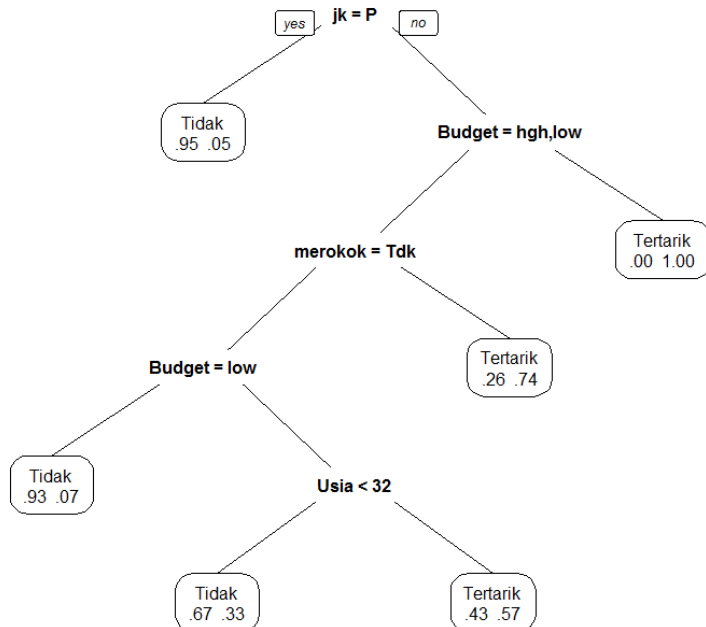 jk = P
yes
no
Tidak
.95 .05
Budget = hgh,low
Tertarik
.00 1.00
merokok = Tdk
Tertarik
.26 .74
Budget = low
Tidak
.93 .07
Usia < 32
Tidak
.67 .33
Tertarik
.43 .57